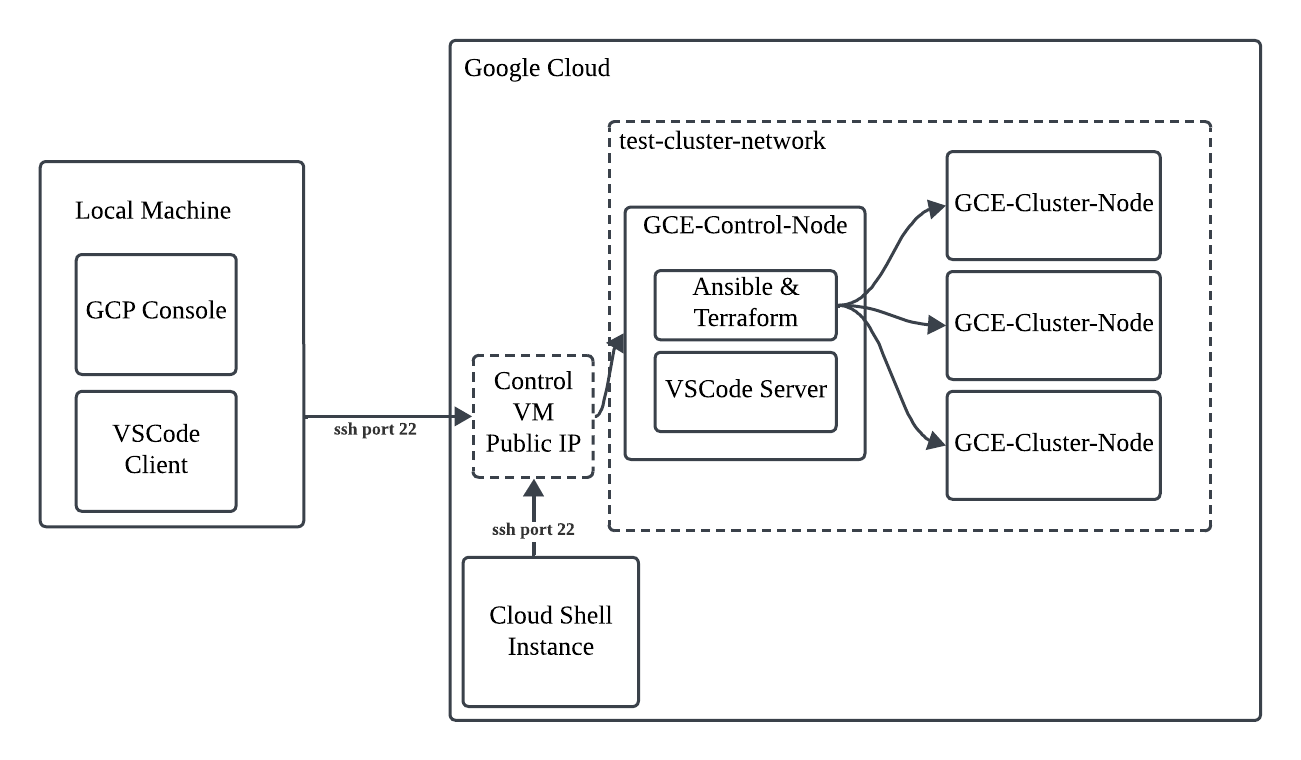 Google Cloud
test-cluster-network
Local Machine
GCP Console
VSCode
Client
ssh port 22
Control
VM
Public IP
ssh port 22
Cloud Shell
Instance
GCE-Control-Node
Ansible &
Terraform
VSCode Server
GCE-Cluster-Node
GCE-Cluster-Node
GCE-Cluster-Node